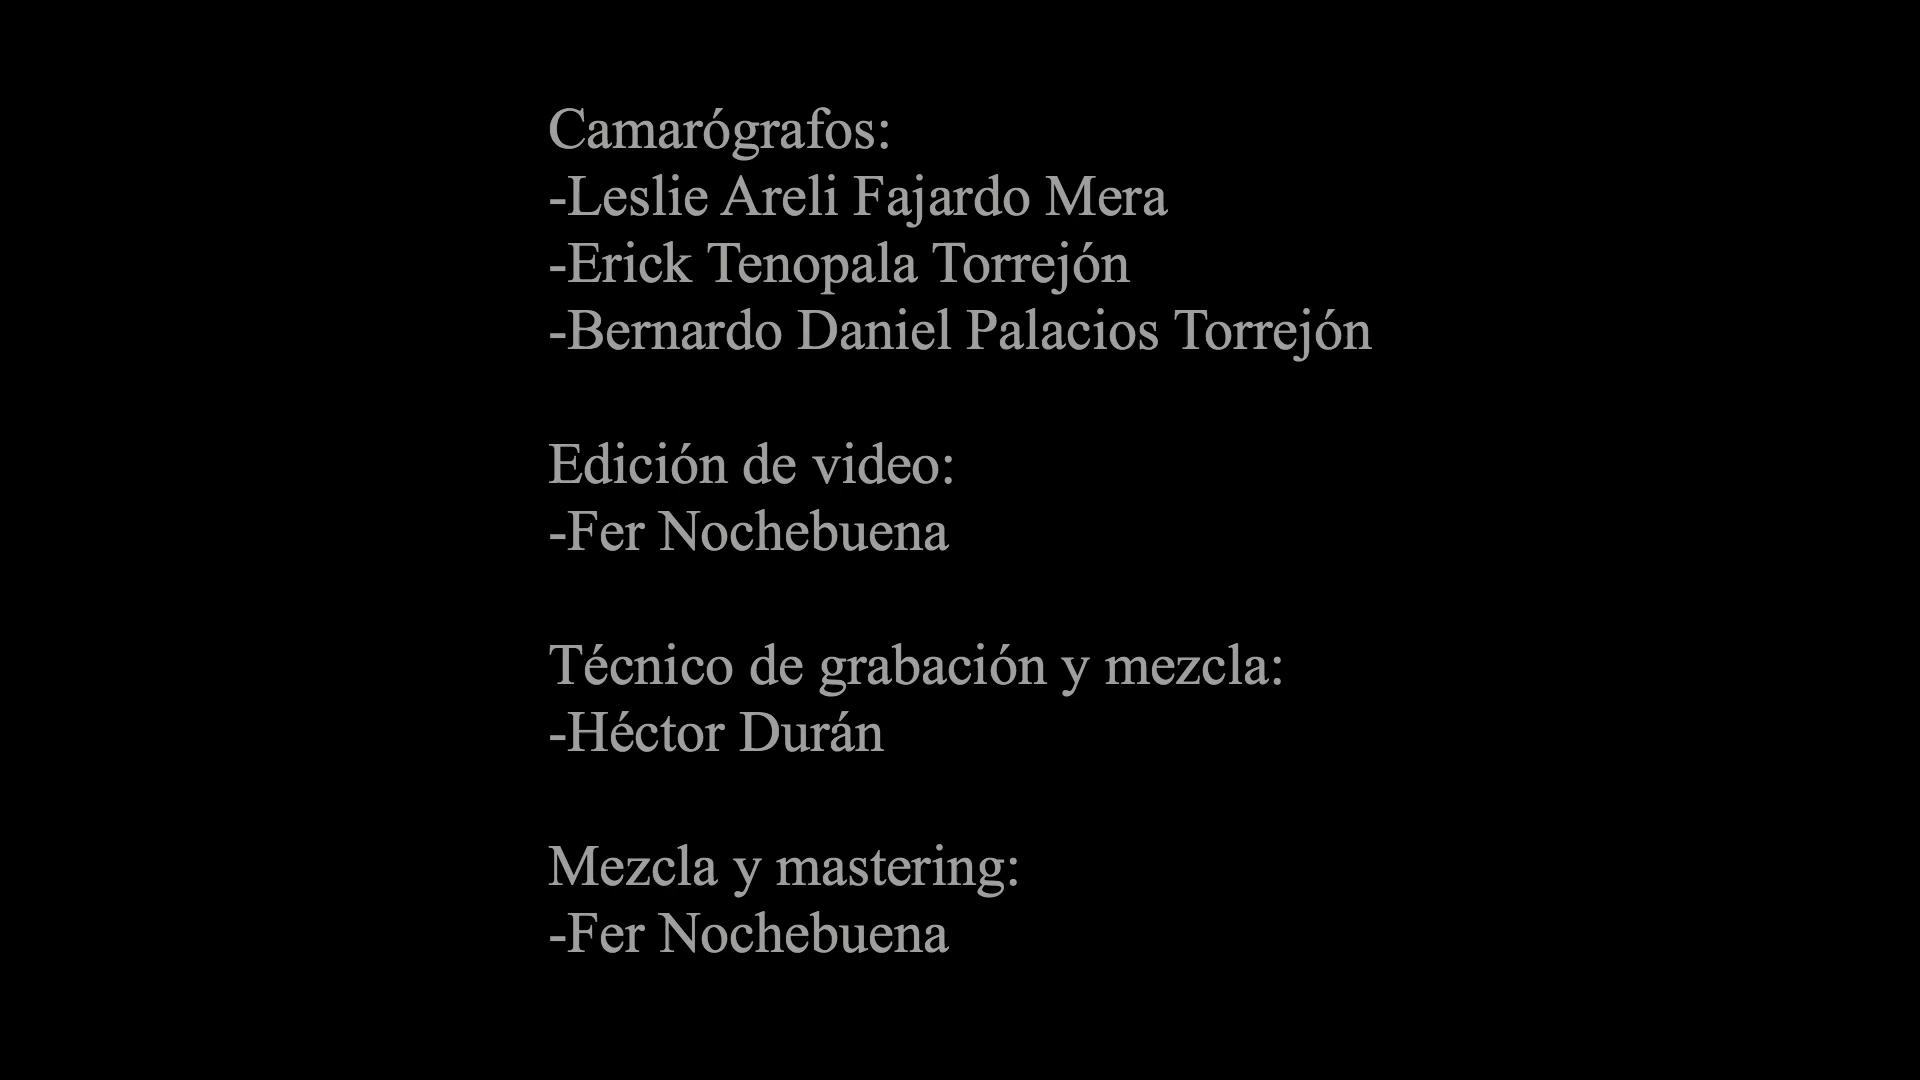 Camarógrafos:
-Leslie Areli Fajardo Mera
-Erick Tenopala Torrejón
-Bernardo Daniel Palacios Torrejón
Edición de video:
-Fer Nochebuena
Técnico de grabación y mezcla:
-Héctor Durán
Mezcla y mastering:
-Fer Nochebuena